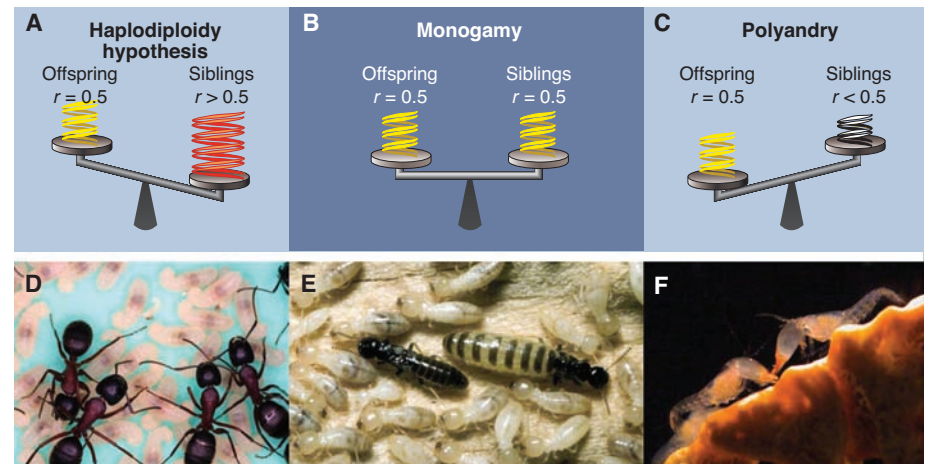 A
Haplodiploidy
hypothesis
Offspring
r = 0.5
Siblings
r > 0.5
B
Monogamy
Offspring
r = 0.5
Siblings
r = 0.5
C
Polyandry
Offspring
r = 0.5
Siblings
r < 0.5
D
E
F